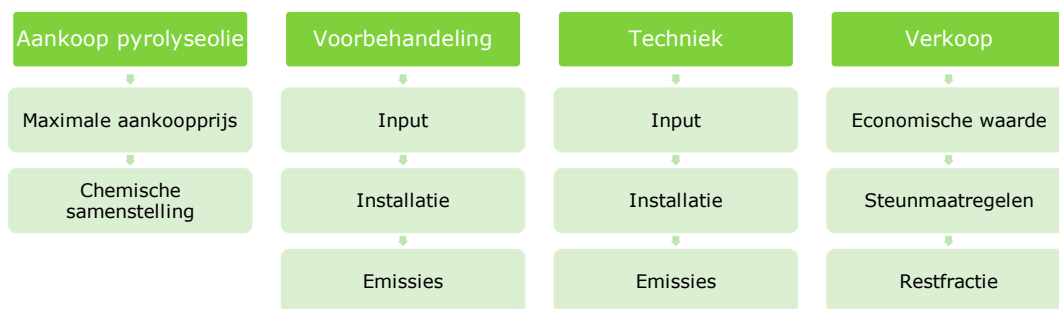 Aankoop pyrolyseolie
Maximale aankoopprijs
Chemische
samenstelling
Voorbehandeling
Input
Installatie
Emissies
Techniek
Input
Installatie
Emissies
Verkoop
Economische waarde
Steunmaatregelen
Restfractie